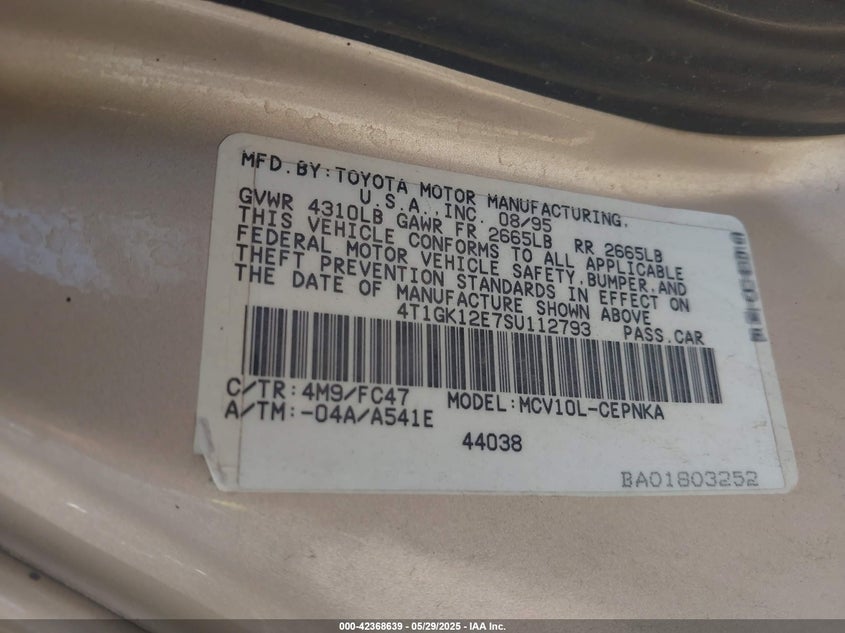 MFD.BY:TOYOTA MOTOR MANUFACTURING.
U.S.A.,INC. 08/95
GVWR 4310LB GAWR FR 2665LB RR 2665LB
THIS VEHICLE CONFORMS TO ALL APPLICABLE
FEDERAL MOTOR VEHICLE SAFETY,BUMPER,AND
THEFT PREVENTION STANDARDS IN EFFECT ON
THE DATE OF MANUFACTURE SHOWN ABOVE
4T1GK12E7SU112793 PASS.CAR
C/TR:4M9/FC47 MODEL:MCV10L-CEPNKA
A/TM:-04A/A541E
44038
BA01803252
000-42368639 - 05/29/2025 - IAA Inc.